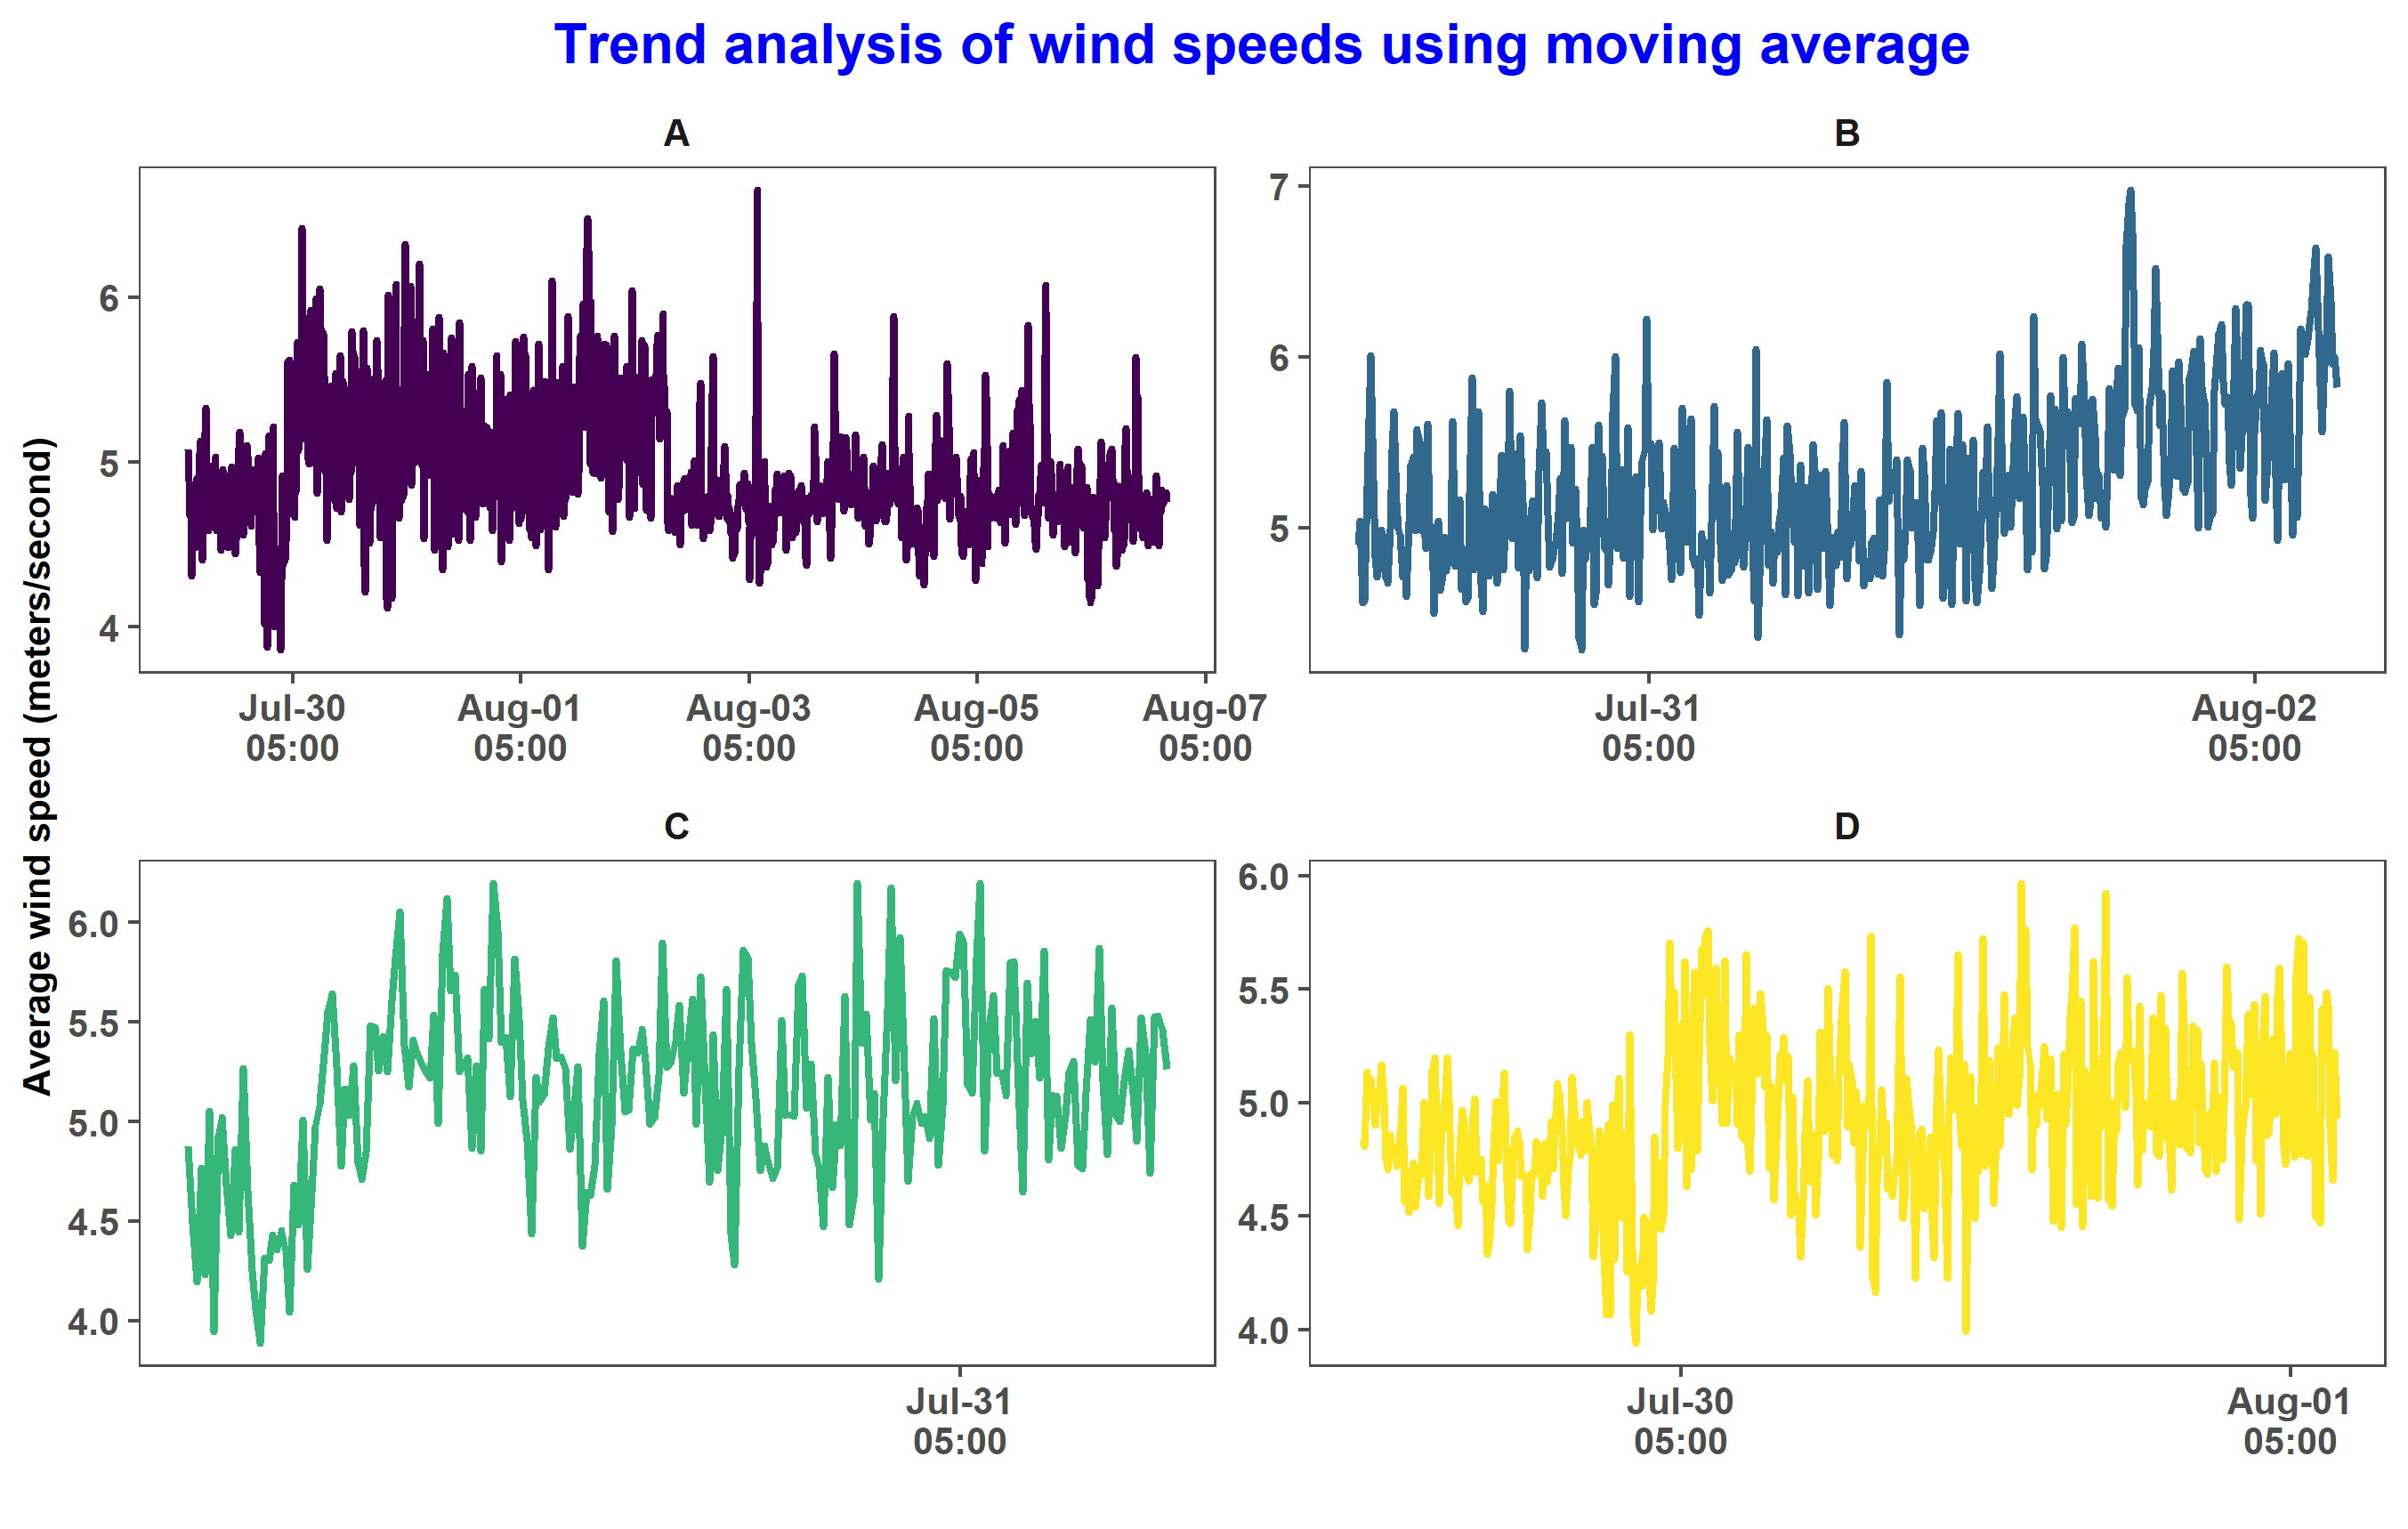 Trend analysis of wind speeds using moving average
Average wind speed (meters/second)
A
6
5
4
Jul-30 Aug-01 Aug-03 Aug-05 Aug-07
05:00 05:00 05:00 05:00 05:00
B
7
6
5
Jul-31 Aug-02
05:00 05:00
C
6.0
5.5
5.0
4.5
4.0
Jul-31
05:00
D
6.0
5.5
5.0
4.5
4.0
Jul-30 Aug-01
05:00 05:00